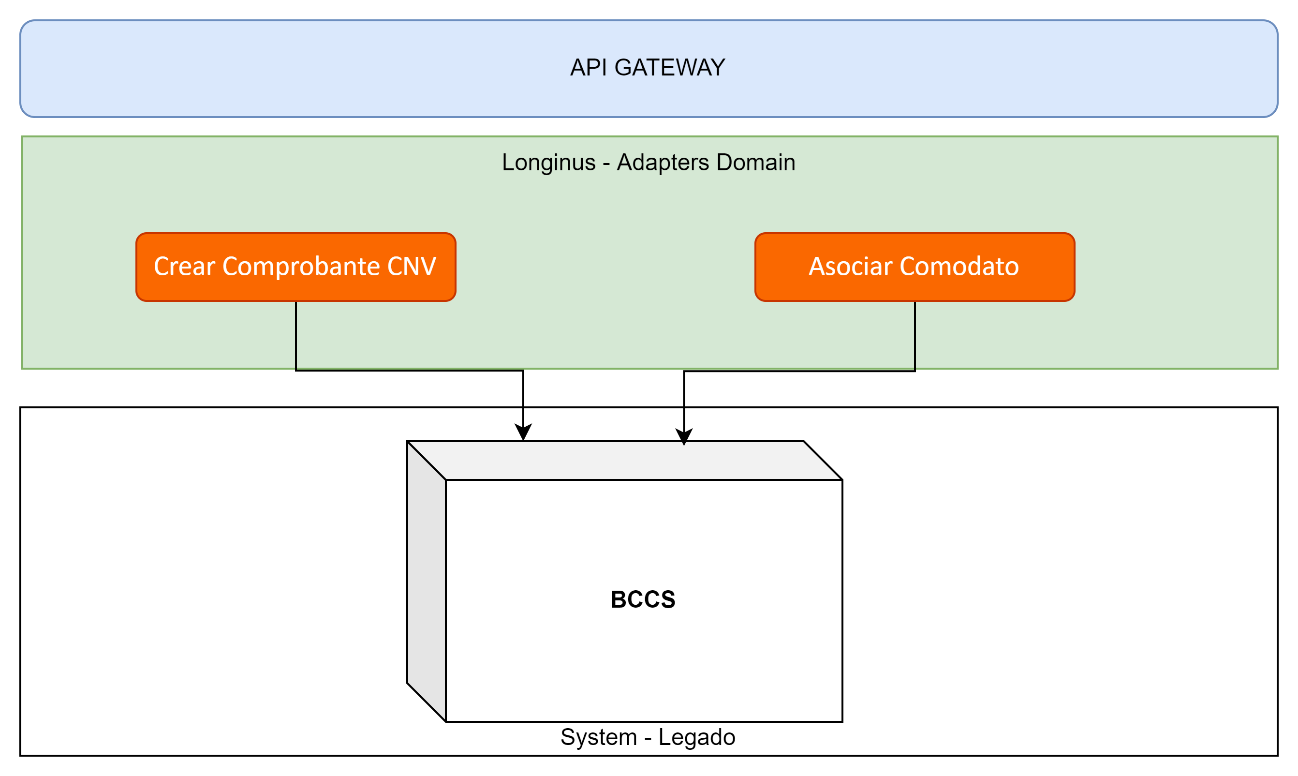 API GATEWAY
Longinus - Adapters Domain
Crear Comprobante CNV
Asociar Comodato
BCCS
System - Legado